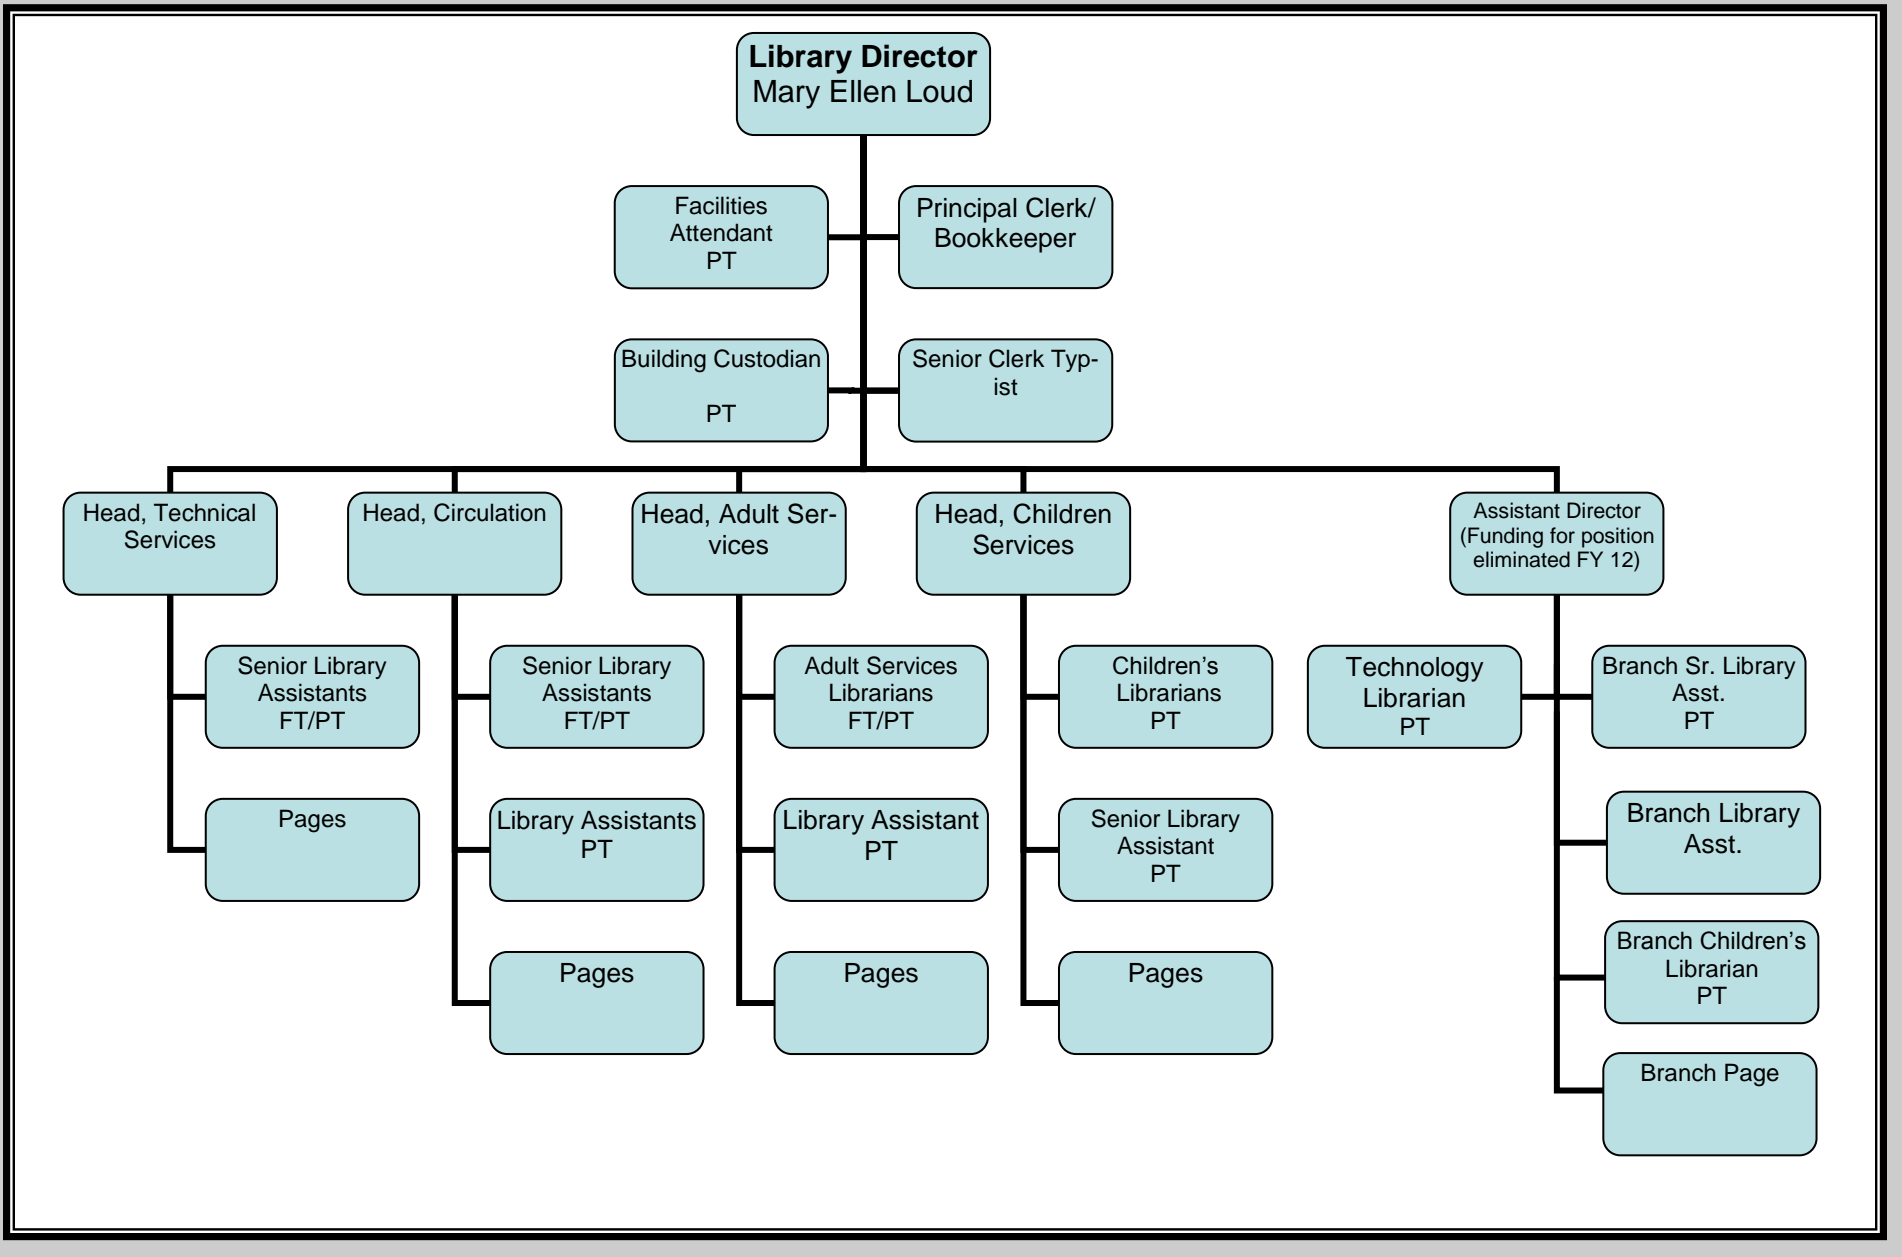 Library Director
Mary Ellen Loud
Facilities
Attendant
PT
Principal Clerk/
Bookkeeper
Building Custodian
PT
Senior Clerk Typ-
ist
Head, Technical
Services
Head, Circulation
Head, Adult Ser-
vices
Head, Children
Services
Assistant Director
(Funding for position
eliminated FY 12)
Senior Library
Assistants
FT/PT
Senior Library
Assistants
FT/PT
Adult Services
Librarians
FT/PT
Children’s
Librarians
PT
Technology
Librarian
PT
Branch Sr. Library
Asst.
PT
Pages
Library Assistants
PT
Library Assistant
PT
Senior Library
Assistant
PT
Branch Library
Asst.
Pages
Pages
Pages
Branch Children’s
Librarian
PT
Branch Page